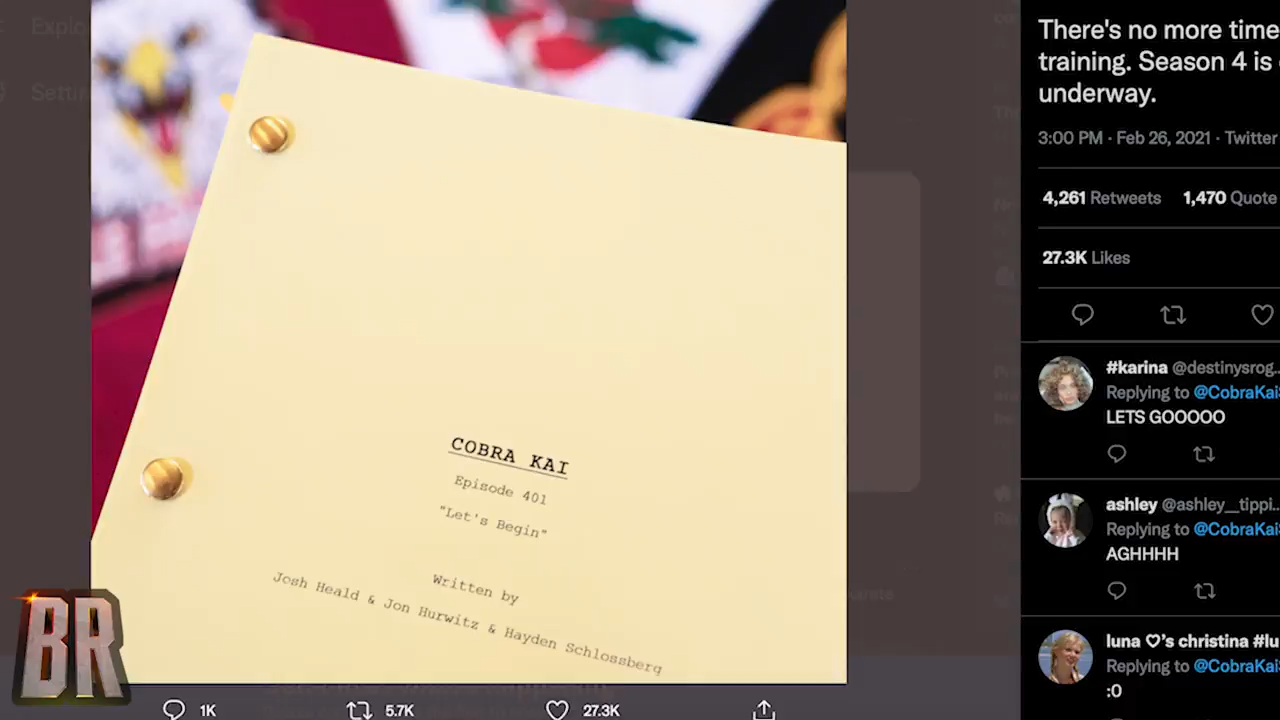 COBRA KAI
Episode 401
"Let's Begin"
Written by
Josh Heald & Jon Hurwitz & Hayden Schlossberg
BR
1K
5.7K
27.3K
There's no more time
training. Season 4 is
underway.
3:00 PM · Feb 26, 2021 · Twitter
4,261 Retweets 1,470 Quote
27.3K Likes
#karina @destinysrog...
Replying to @CobraKai
LETS GOOOOO
ashley @ashley__tippi...
Replying to @CobraKai
AGHHHH
luna ♡'s christina #lu
Replying to @CobraKai
:0